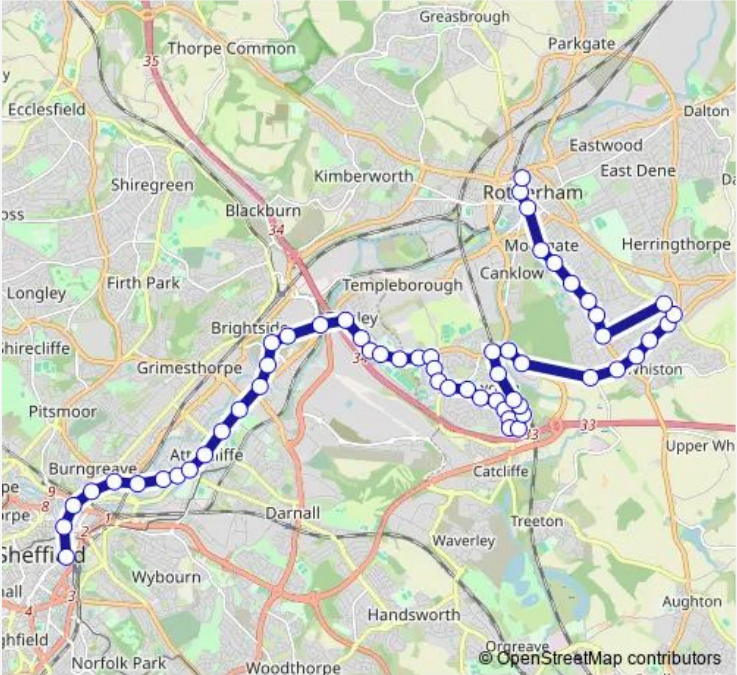 Greasbrough
Parkgate
Thorpe Common
35
Ecclesfield
Dalton
Eastwood
Shiregreen
Kimberworth
East Dene
Rotherham
Blackburn
34
Herringthorpe
Canklow
Firth Park
Longley
Templeborough
Brightside
Grimesthorpe
Whiston
Pitsmoor
33
33
Upper Wh
Burngreave
Catcliffe
9
8
1
2
Darnall
Treeton
Waverley
Sheffield
Wybourn
3
4
Aughton
Handsworth
Orgreave
Norfolk Park
Woodthorpe
© OpenStreetMap contributors